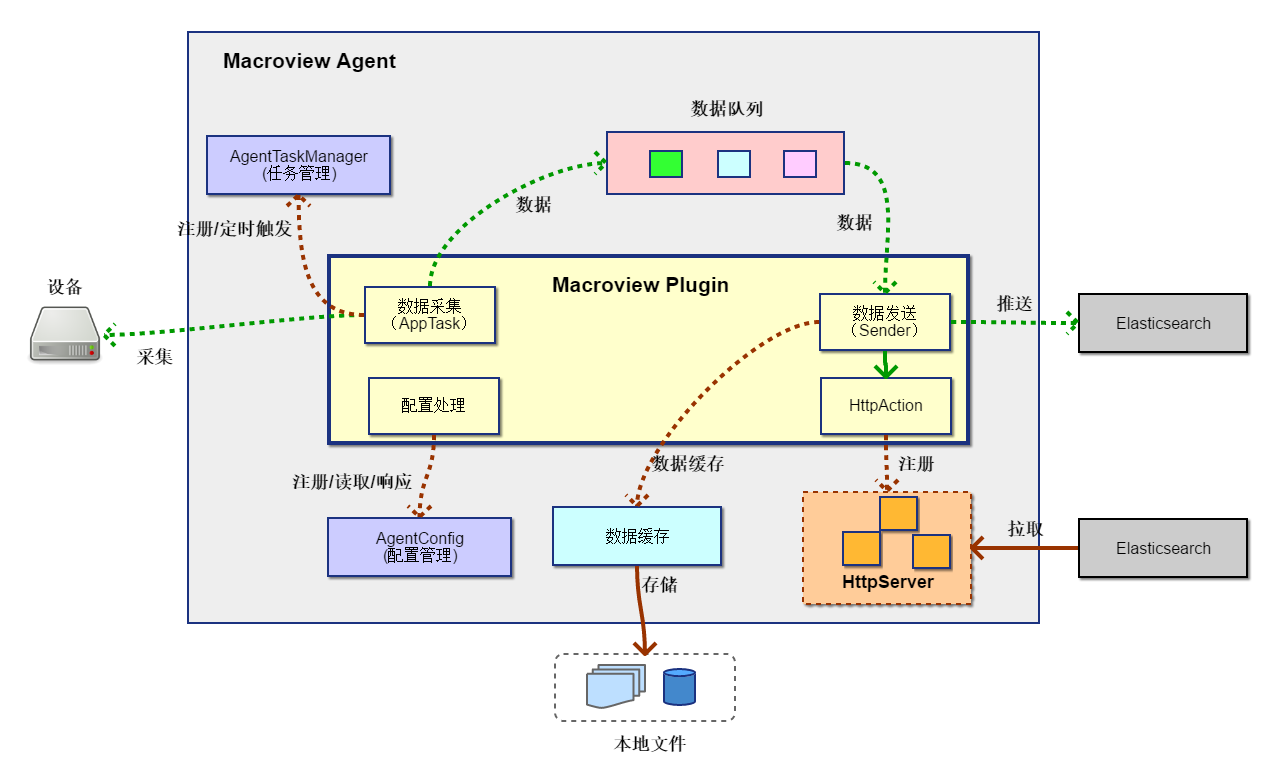 Macroview Agent
数据队列
AgentTaskManager
(任务管理)
数据
注册/定时触发
数据
设备
Macroview Plugin
数据采集
（AppTask）
数据发送
（Sender）
推送
Elasticsearch
采集
配置处理
HttpAction
数据缓存
注册
注册/读取/响应
AgentConfig
(配置管理)
数据缓存
拉取
Elasticsearch
HttpServer
存储
本地文件